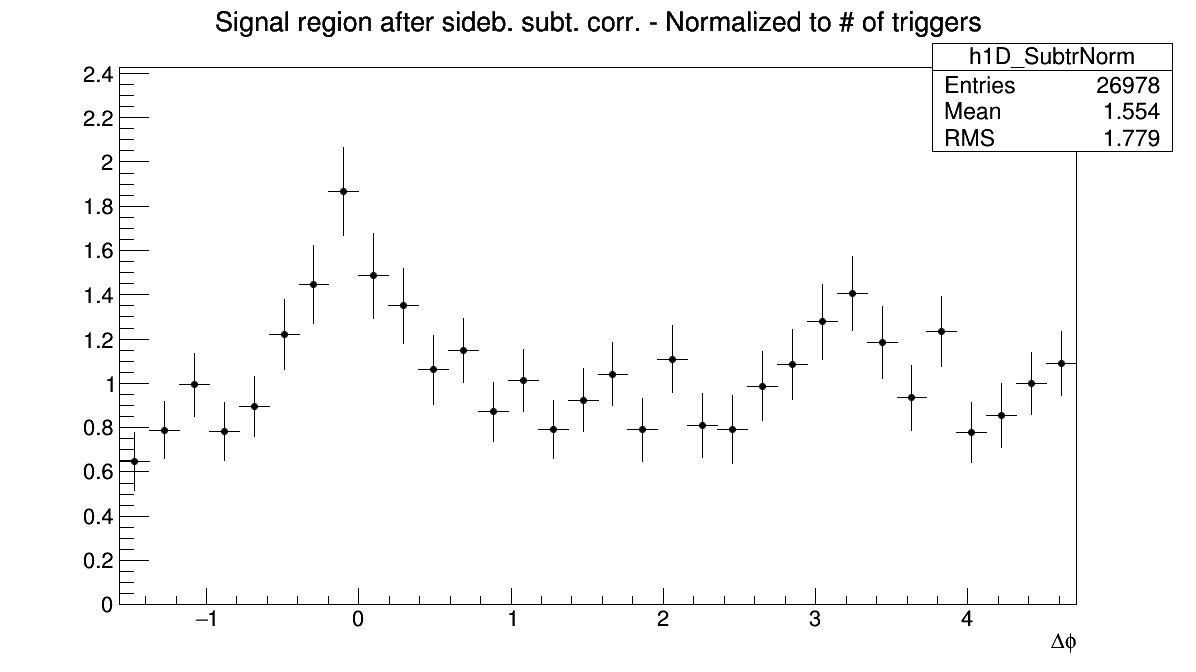 Signal region after sideb. subt. corr. - Normalized to # of triggers
h1D_SubtrNorm
Entries 26978
Mean 1.554
RMS 1.779
2.4
2.2
2
1.8
1.6
1.4
1.2
1
0.8
0.6
0.4
0.2
0
−1 0 1 2 3 4
Δϕ